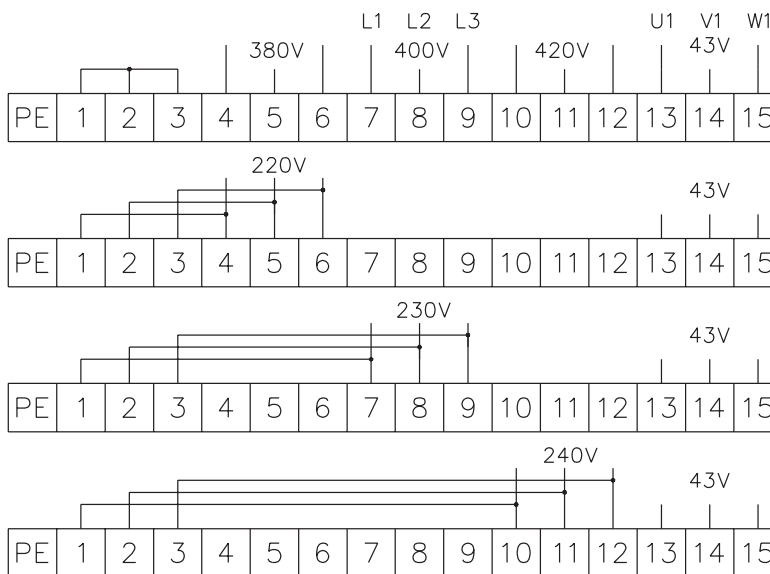 L1 L2 L3 U1 V1 W1
380V 400V 420V 43V
PE 1 2 3 4 5 6 7 8 9 10 11 12 13 14 15
220V 43V
PE 1 2 3 4 5 6 7 8 9 10 11 12 13 14 15
230V 43V
PE 1 2 3 4 5 6 7 8 9 10 11 12 13 14 15
240V 43V
PE 1 2 3 4 5 6 7 8 9 10 11 12 13 14 15